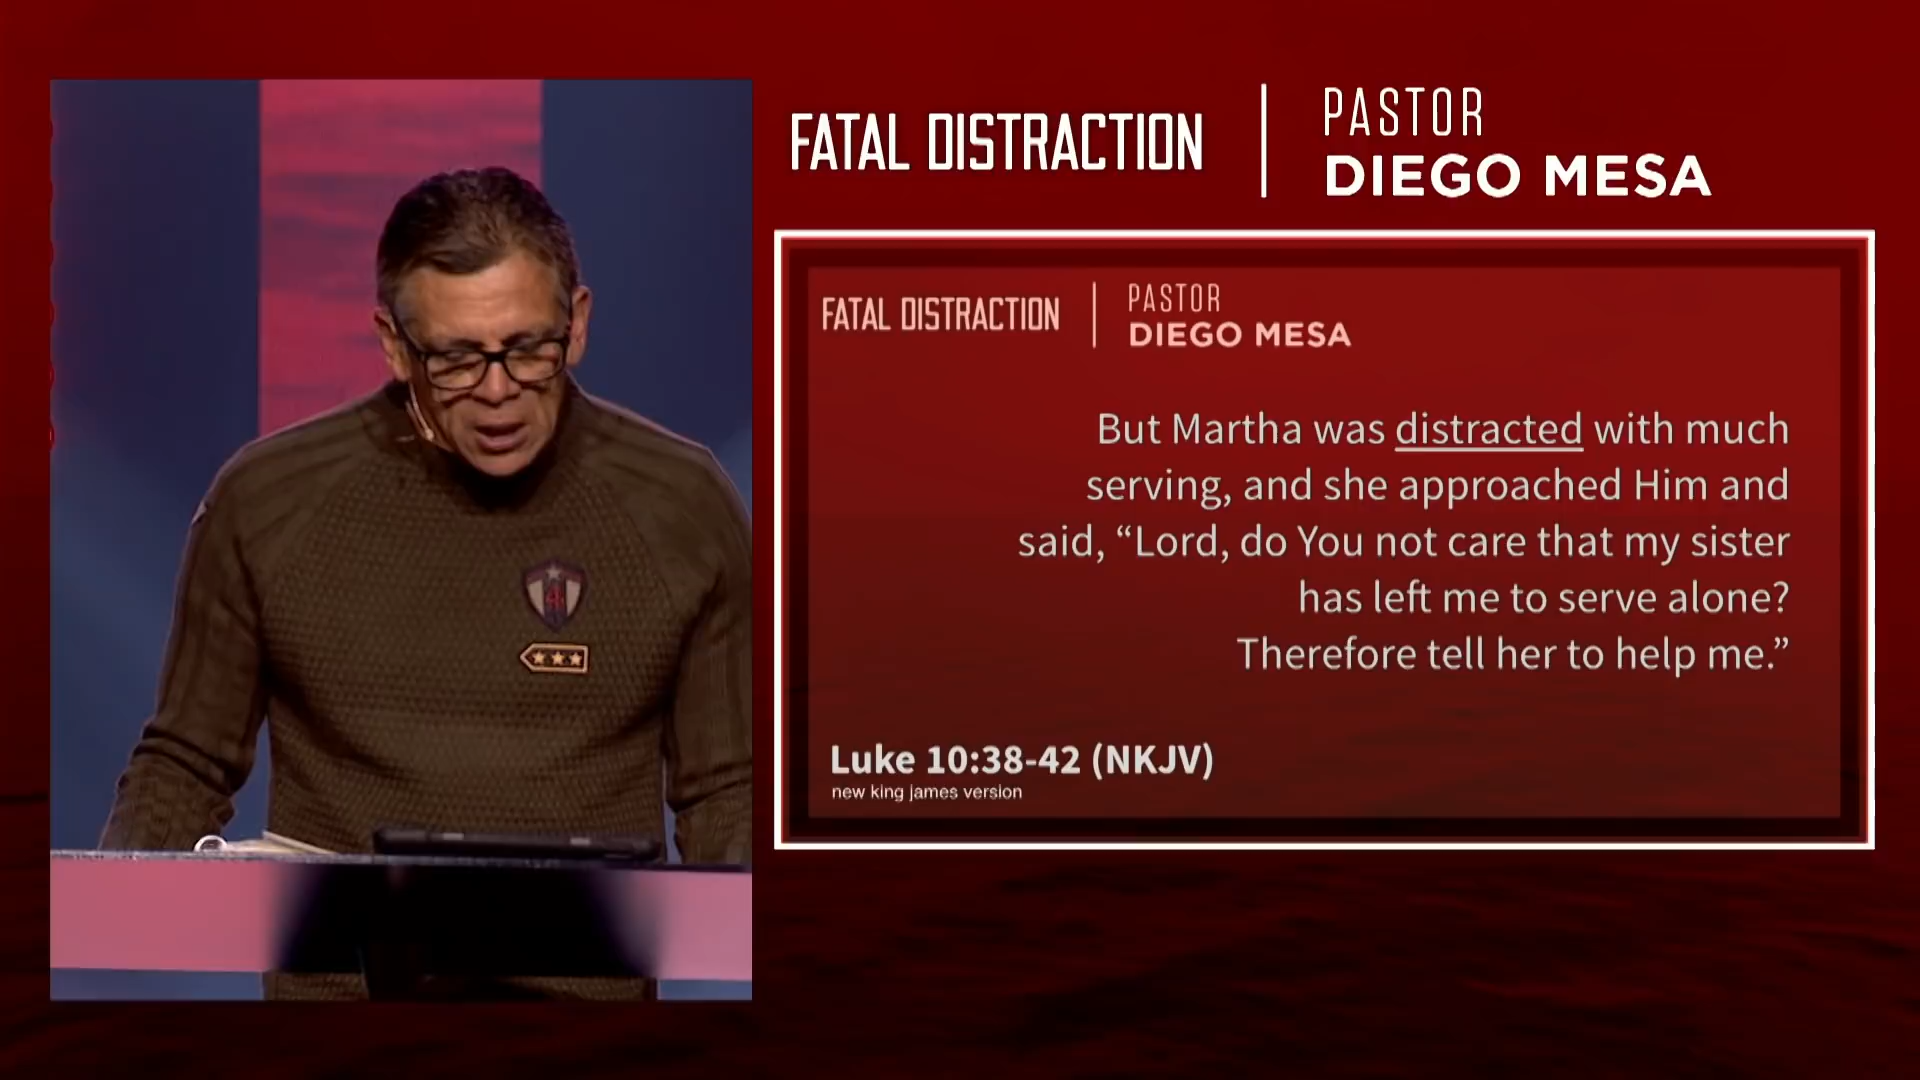 FATAL DISTRACTION
PASTOR
DIEGO MESA
FATAL DISTRACTION
PASTOR
DIEGO MESA
But Martha was distracted with much
serving, and she approached Him and
said, “Lord, do You not care that my sister
has left me to serve alone?
Therefore tell her to help me.”
Luke 10:38-42 (NKJV)
new king james version
4